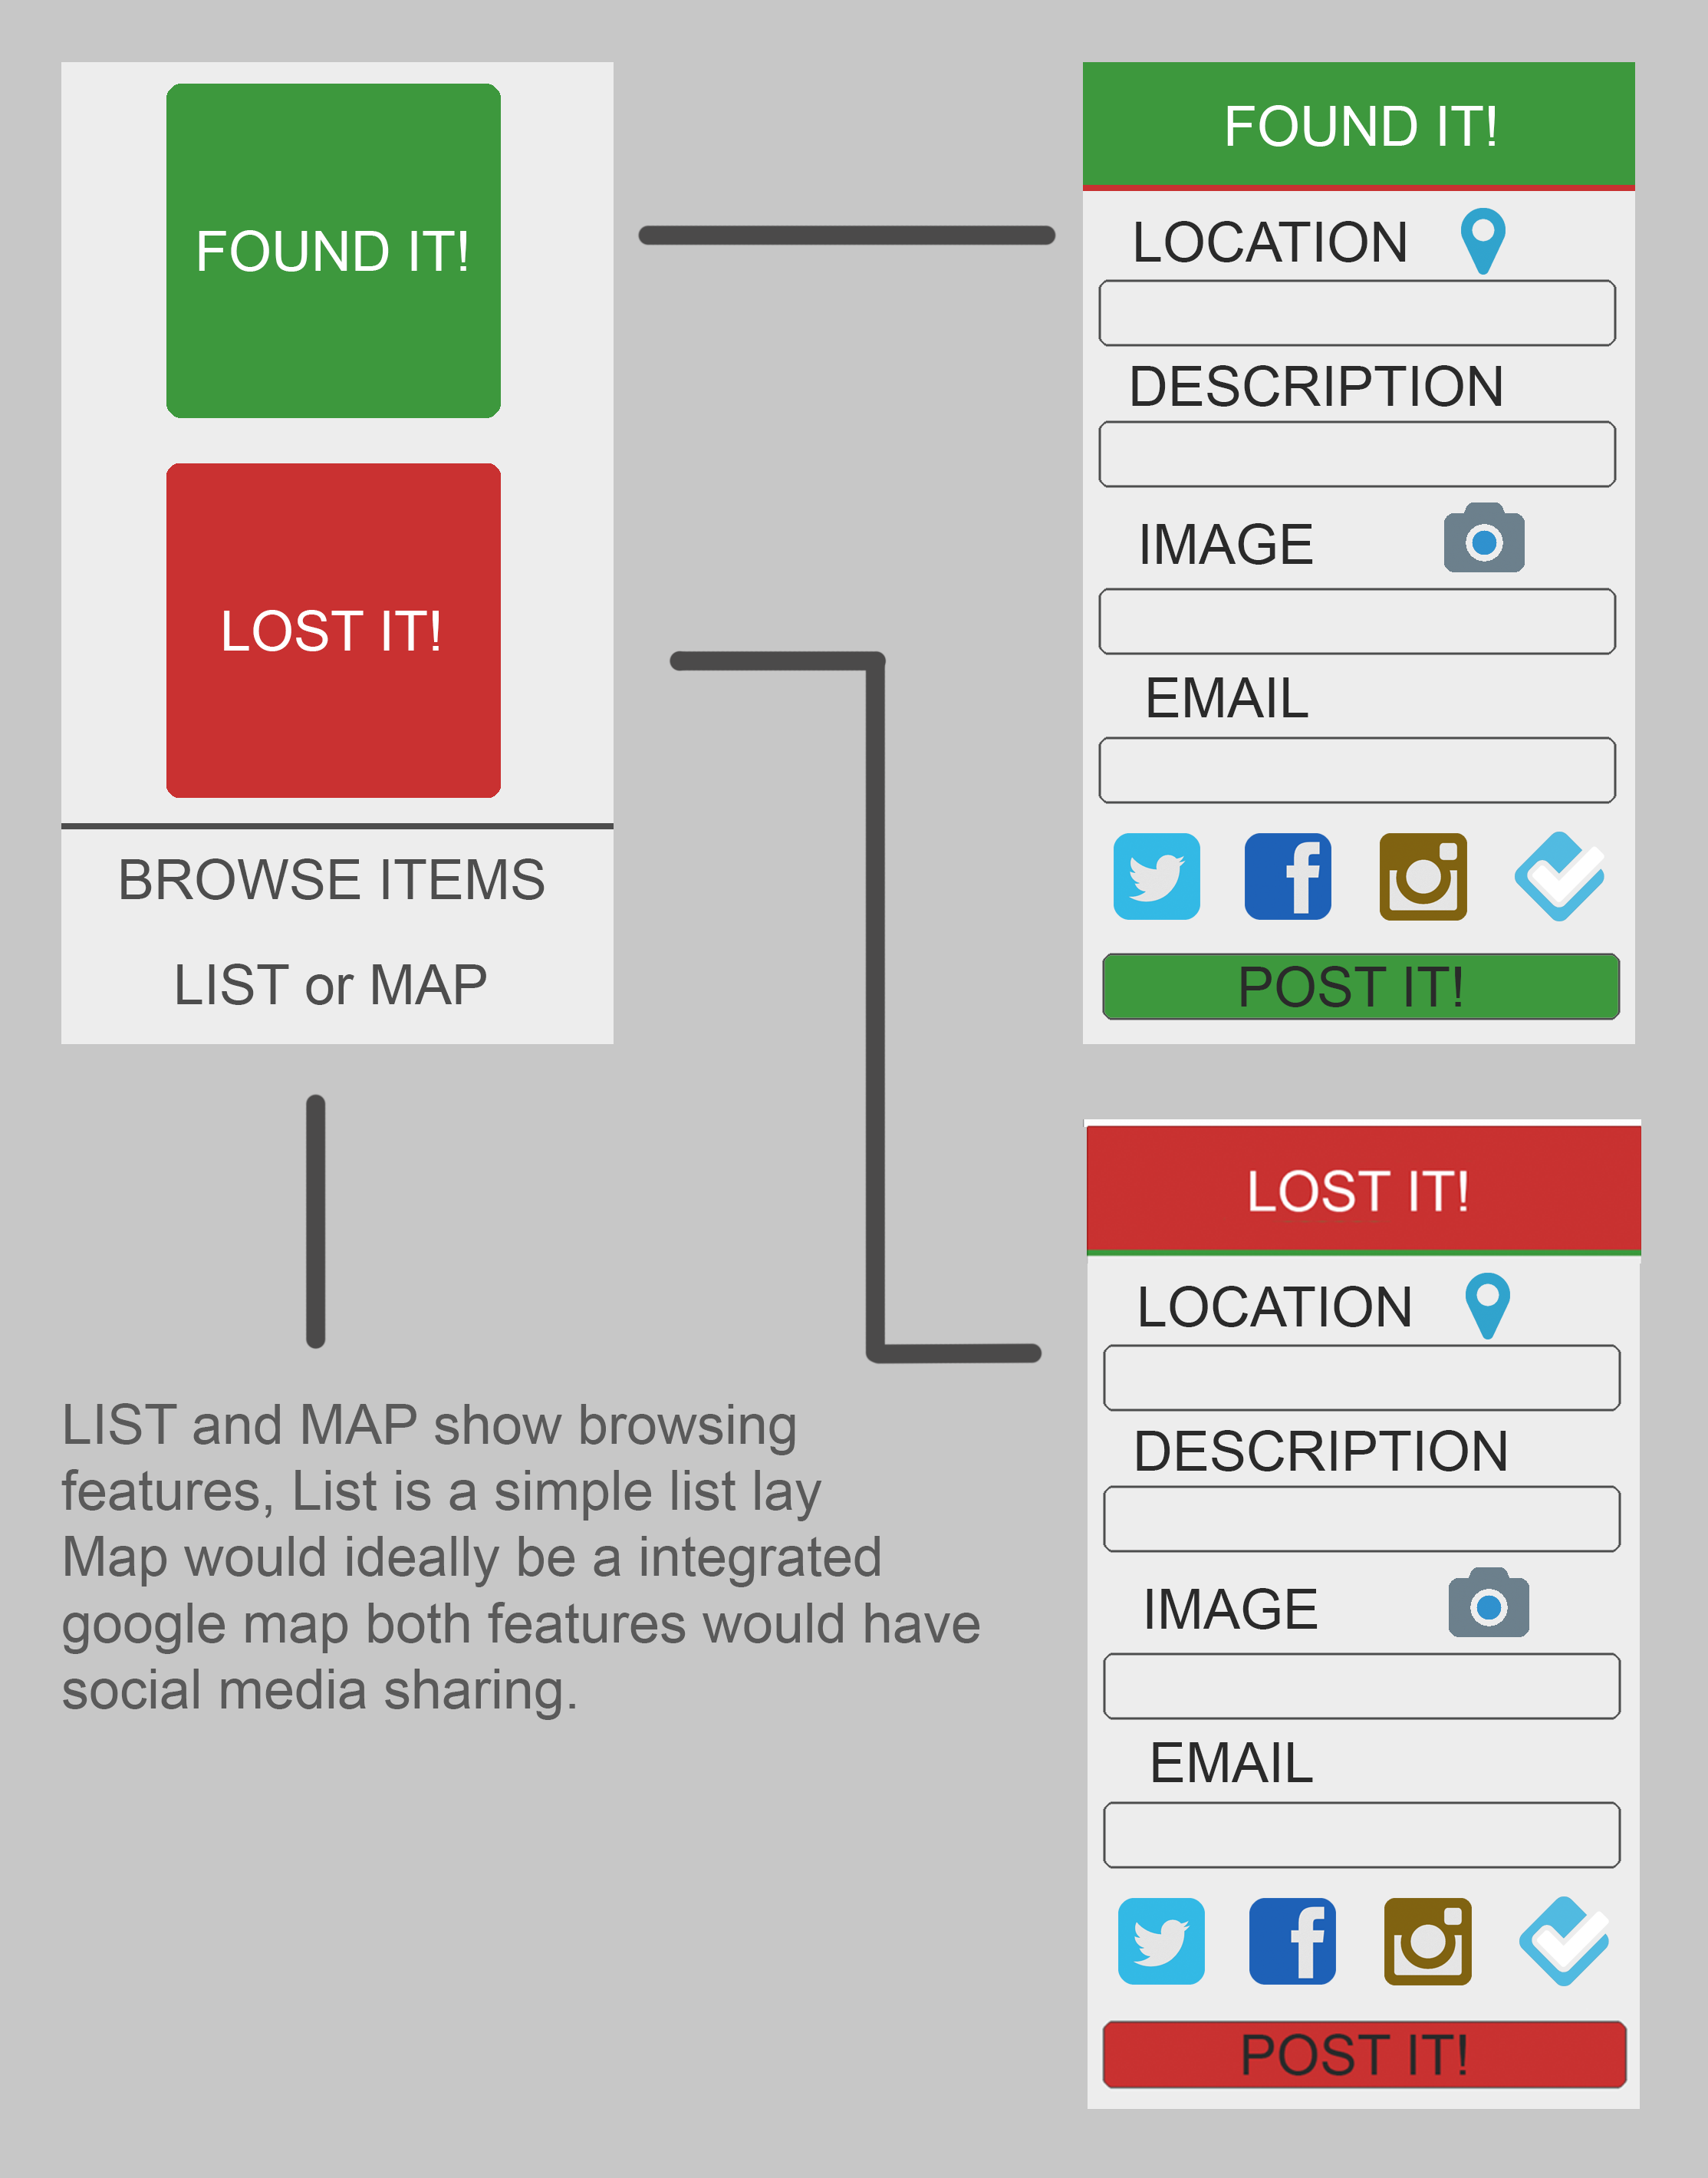 FOUND IT!
LOST IT!
BROWSE ITEMS
LIST or MAP
LIST and MAP show browsing
features, List is a simple list lay
Map would ideally be a integrated
google map both features would have
social media sharing.
FOUND IT!
LOCATION
DESCRIPTION
IMAGE
EMAIL
POST IT!
LOST IT!
LOCATION
DESCRIPTION
IMAGE
EMAIL
POST IT!